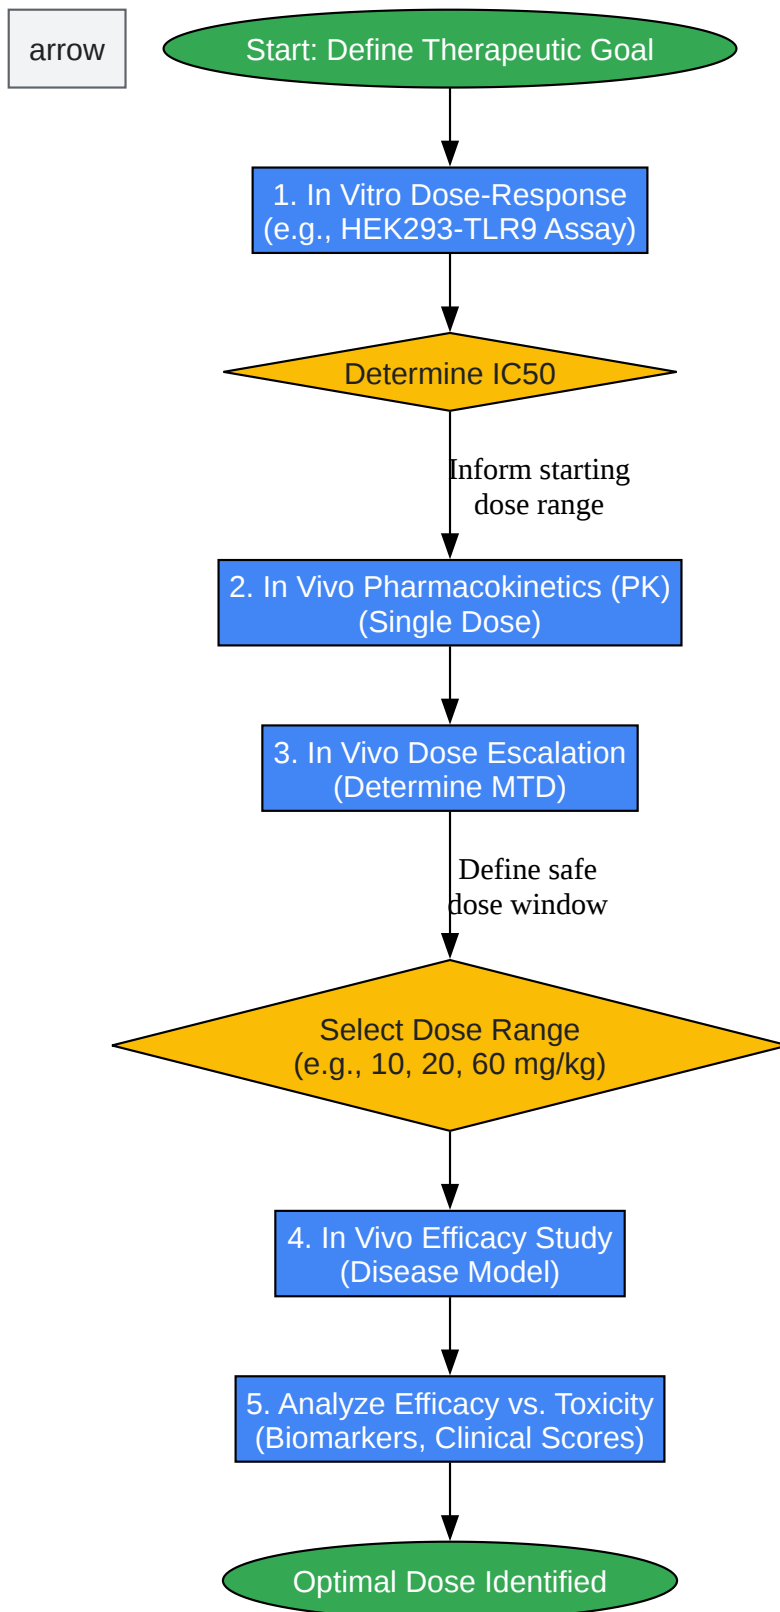 arrow
Start: Define Therapeutic Goal
1. In Vitro Dose-Response
(e.g., HEK293-TLR9 Assay)
Determine IC50
Inform starting
dose range
2. In Vivo Pharmacokinetics (PK)
(Single Dose)
3. In Vivo Dose Escalation
(Determine MTD)
Define safe
dose window
Select Dose Range
(e.g., 10, 20, 60 mg/kg)
4. In Vivo Efficacy Study
(Disease Model)
5. Analyze Efficacy vs. Toxicity
(Biomarkers, Clinical Scores)
Optimal Dose Identified